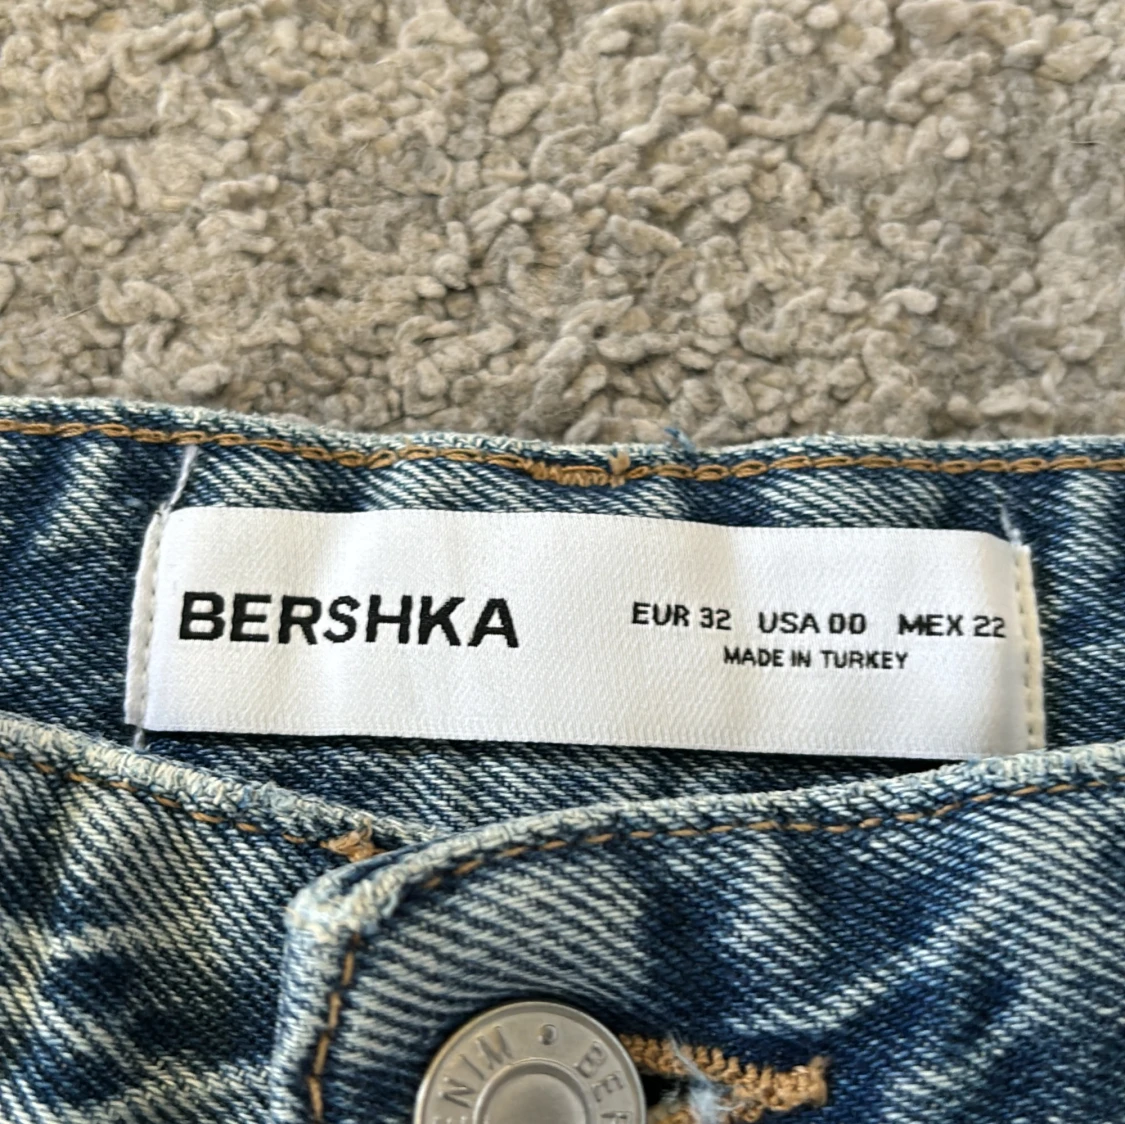 BERSHKA
EUR 32 USA 00 MEX 22
MADE IN TURKEY